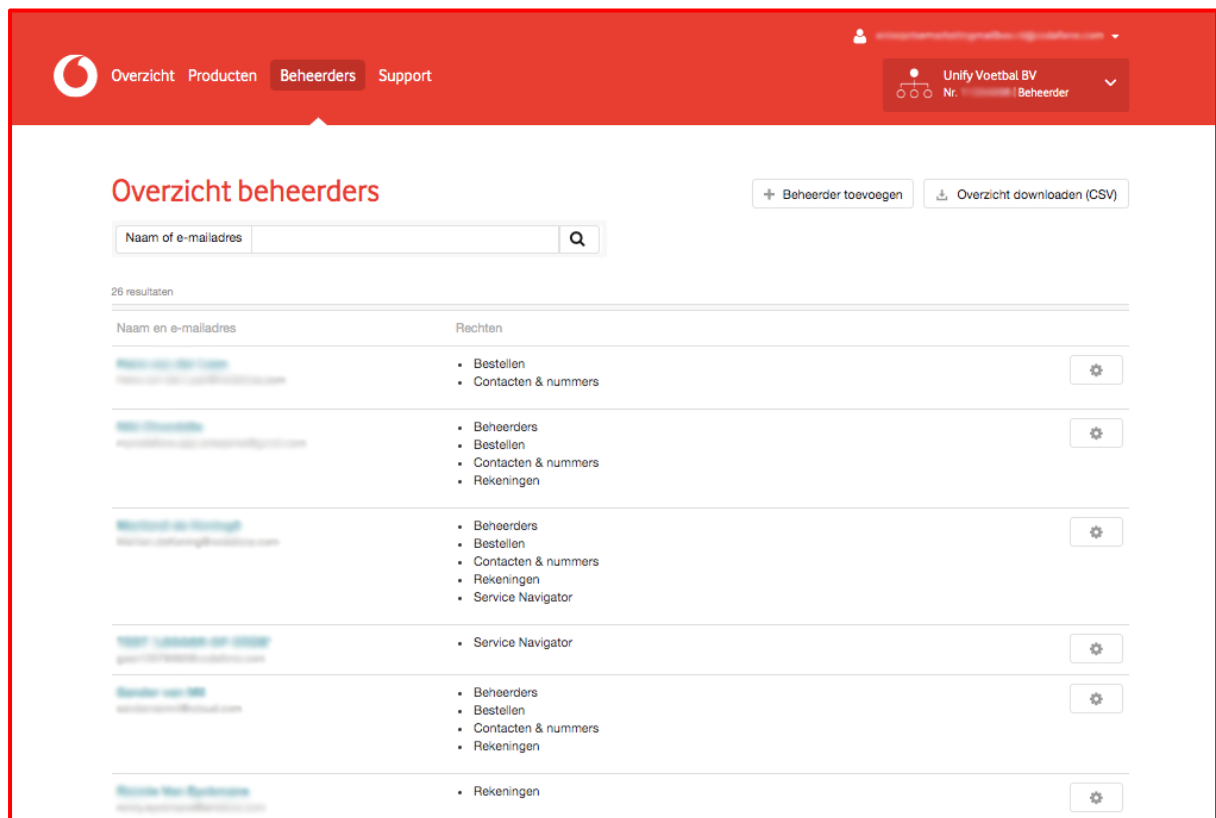 Overzicht Producten Beheerders Support
Unify Voetbal BV
Nr. Beheerder
Overzicht beheerders
Beheerder toevoegen
Overzicht downloaden (CSV)
Naam of e-mailadres
26 resultaten
Naam en e-mailadres Rechten
• Bestellen
• Contacten & nummers
• Beheerders
• Bestellen
• Contacten & nummers
• Rekeningen
• Beheerders
• Bestellen
• Contacten & nummers
• Rekeningen
• Service Navigator
• Service Navigator
• Beheerders
• Bestellen
• Contacten & nummers
• Rekeningen
• Rekeningen